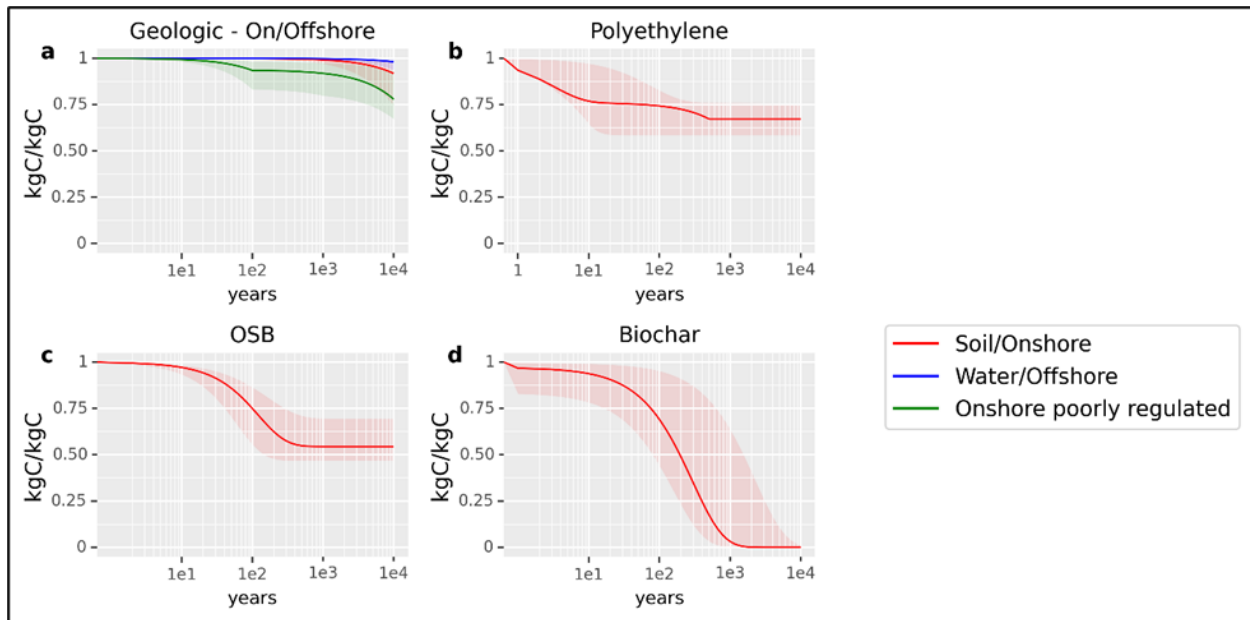 a Geologic - On/Offshore
kgC/kgC
1
0.75
0.50
0.25
0
1e1 1e2 1e3 1e4
years
b Polyethylene
kgC/kgC
1
0.75
0.50
0.25
0
1 1e1 1e2 1e3 1e4
years
c OSB
kgC/kgC
1
0.75
0.50
0.25
0
1e1 1e2 1e3 1e4
years
d Biochar
kgC/kgC
1
0.75
0.50
0.25
0
1e1 1e2 1e3 1e4
years
Soil/Onshore
Water/Offshore
Onshore poorly regulated